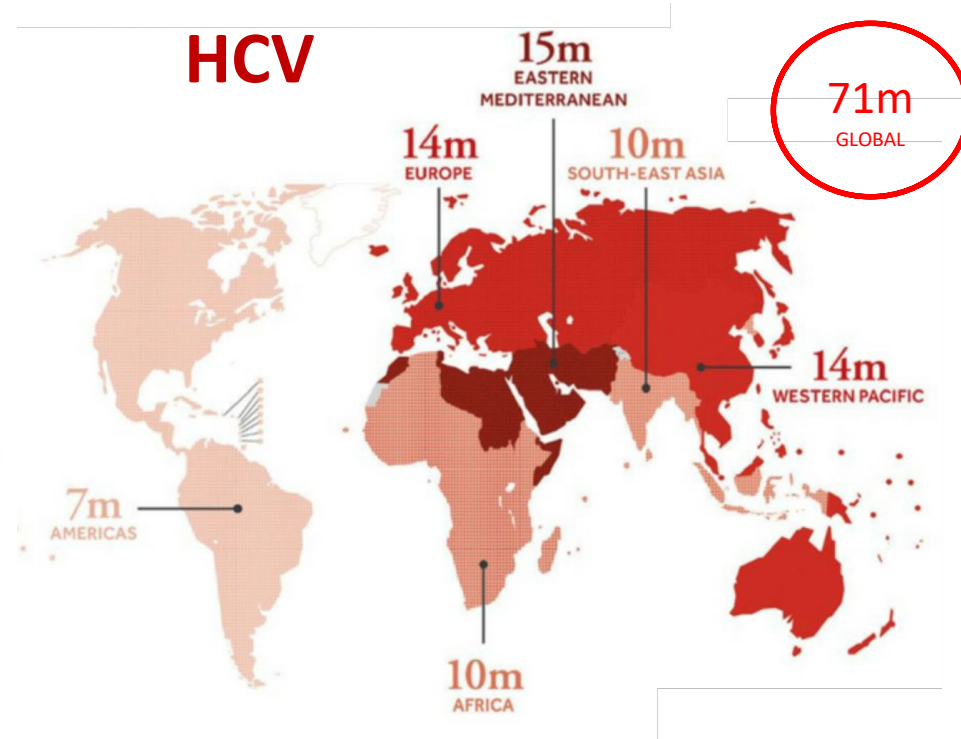 HCV
15m
EASTERN
MEDITERRANEAN
71m
GLOBAL
14m
EUROPE
10m
SOUTH-EAST ASIA
14m
WESTERN PACIFIC
7m
AMERICAS
10m
AFRICA